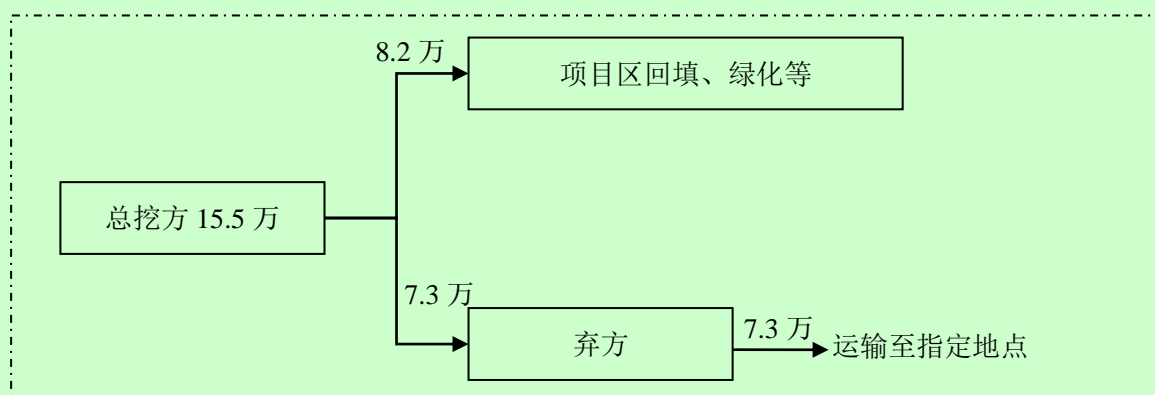 8.2 万
项目区回填、绿化等
总挖方 15.5 万
7.3 万
弃方
7.3 万
运输至指定地点